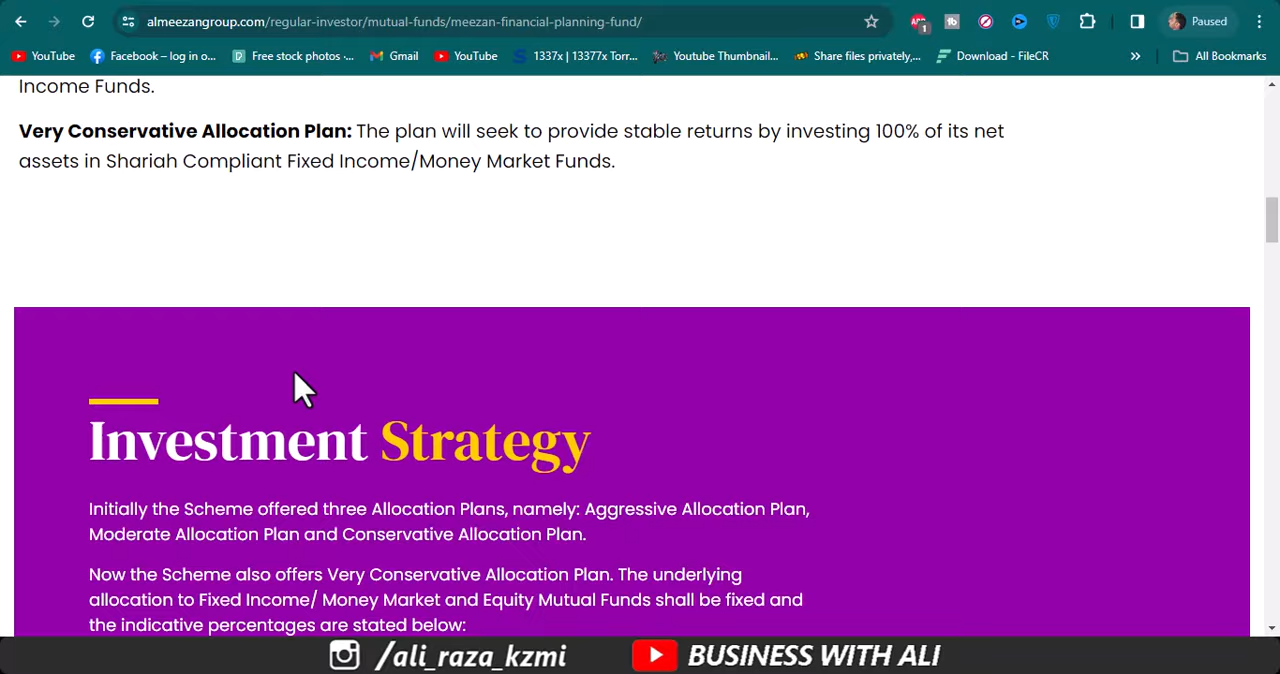 almeezangroup.com/regular-investor/mutual-funds/meezan-financial-planning-fund/
1
Paused
YouTube
Facebook – log in o...
Free stock photos -...
Gmail
YouTube
1337x | 13377x Torr...
Youtube Thumbnail...
Share files privately,...
Download - FileCR
»
All Bookmarks
Income Funds.
Very Conservative Allocation Plan: The plan will seek to provide stable returns by investing 100% of its net
assets in Shariah Compliant Fixed Income/Money Market Funds.
Investment Strategy
Initially the Scheme offered three Allocation Plans, namely: Aggressive Allocation Plan,
Moderate Allocation Plan and Conservative Allocation Plan.
Now the Scheme also offers Very Conservative Allocation Plan. The underlying
allocation to Fixed Income/ Money Market and Equity Mutual Funds shall be fixed and
the indicative percentages are stated below:
/ali_raza_kzmi BUSINESS WITH ALI